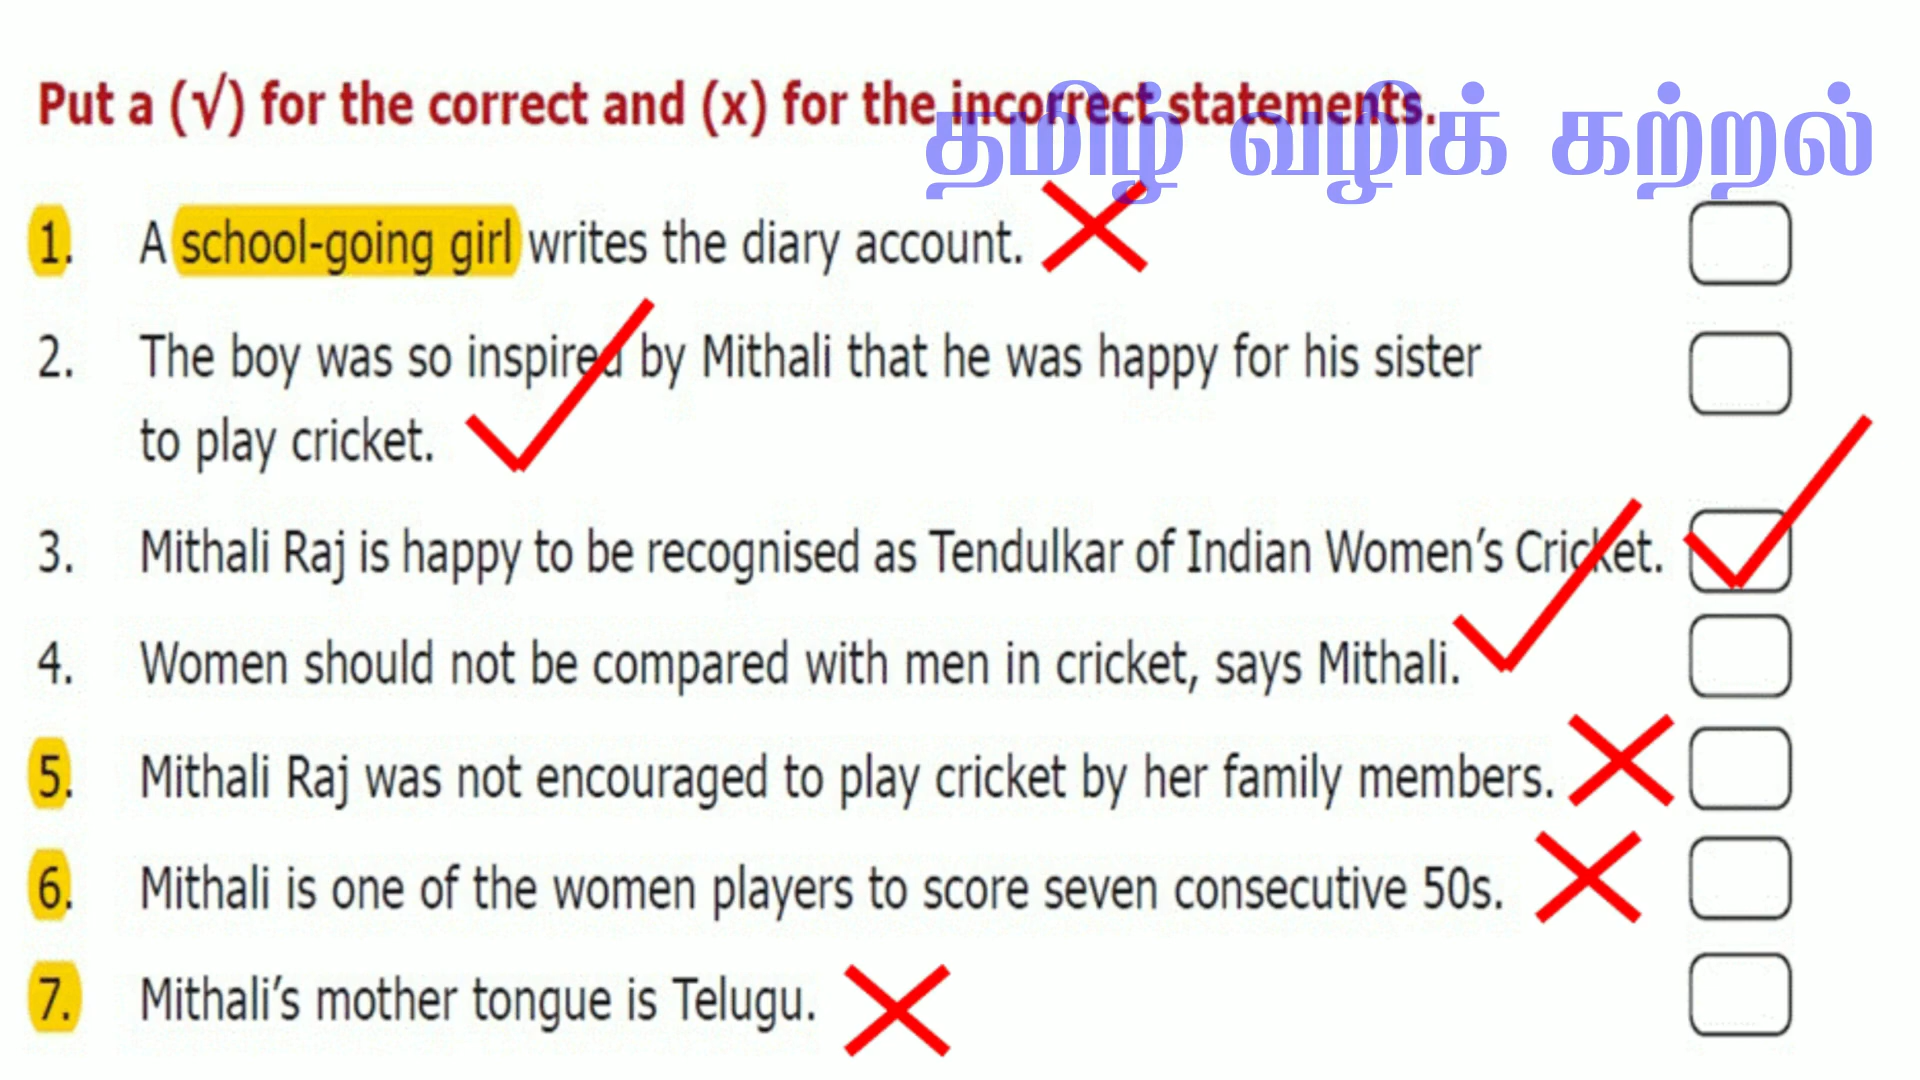 Put a (√) for the correct and (x) for the incorrect statements.
தமிழ் வழிக் கற்றல்
1. A school-going girl writes the diary account.
2. The boy was so inspired by Mithali that he was happy for his sister
to play cricket.
3. Mithali Raj is happy to be recognised as Tendulkar of Indian Women’s Cricket.
4. Women should not be compared with men in cricket, says Mithali.
5. Mithali Raj was not encouraged to play cricket by her family members.
6. Mithali is one of the women players to score seven consecutive 50s.
7. Mithali’s mother tongue is Telugu.